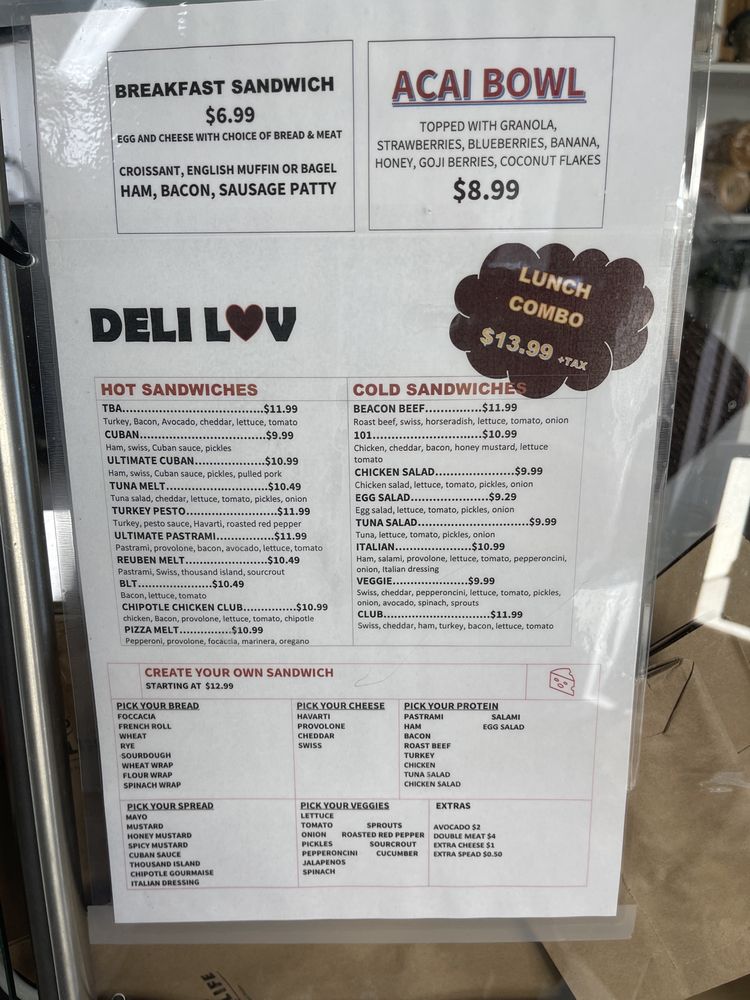 BREAKFAST SANDWICH
$6.99
EGG AND CHEESE WITH CHOICE OF BREAD & MEAT
CROISSANT, ENGLISH MUFFIN OR BAGEL
HAM, BACON, SAUSAGE PATTY
ACAI BOWL
TOPPED WITH GRANOLA,
STRAWBERRIES, BLUEBERRIES, BANANA,
HONEY, GOJI BERRIES, COCONUT FLAKES
$8.99
LUNCH
COMBO
$13.99 +TAX
DELI L♥V
HOT SANDWICHES
TBA..............................$11.99
Turkey, Bacon, Avocado, cheddar, lettuce, tomato
CUBAN...........................$9.99
Ham, swiss, Cuban sauce, pickles
ULTIMATE CUBAN.....................$10.99
Ham, swiss, Cuban sauce, pickles, pulled pork
TUNA MELT.........................$10.49
Tuna salad, cheddar, lettuce, tomato, pickles, onion
TURKEY PESTO....................$11.99
Turkey, pesto sauce, Havarti, roasted red pepper
ULTIMATE PASTRAMI.............$11.99
Pastrami, provolone, bacon, avocado, lettuce, tomato
REUBEN MELT...................$10.49
Pastrami, Swiss, thousand island, sourcrout
BLT................$10.49
Bacon, lettuce, tomato
CHIPOTLE CHICKEN CLUB............$10.99
chicken, Bacon, provolone, lettuce, tomato, chipotle
PIZZA MELT...........$10.99
Pepperoni, provolone, focaccia, marinera, oregano
COLD SANDWICHES
BEACON BEEF.............$11.99
Roast beef, swiss, horseradish, lettuce, tomato, onion
101.........................$10.99
Chicken, cheddar, bacon, honey mustard, lettuce
tomato
CHICKEN SALAD..................$9.99
Chicken salad, lettuce, tomato, pickles, onion
EGG SALAD..................$9.29
Egg salad, lettuce, tomato, pickles, onion
TUNA SALAD.........................$9.99
Tuna, lettuce, tomato, pickles, onion
ITALIAN.................$10.99
Ham, salami, provolone, lettuce, tomato, pepperoncini,
onion, Italian dressing
VEGGIE.................$9.99
Swiss, cheddar, pepperoncini, lettuce, tomato, pickles,
onion, avocado, spinach, sprouts
CLUB.........................$11.99
Swiss, cheddar, ham, turkey, bacon, lettuce, tomato
CREATE YOUR OWN SANDWICH
STARTING AT $12.99
PICK YOUR BREAD
FOCCACIA
FRENCH ROLL
WHEAT
RYE
SOURDOUGH
WHEAT WRAP
FLOUR WRAP
SPINACH WRAP
PICK YOUR CHEESE
HAVARTI
PROVOLONE
CHEDDAR
SWISS
PICK YOUR PROTEIN
PASTRAMI SALAMI
HAM EGG SALAD
BACON
ROAST BEEF
TURKEY
CHICKEN
TUNA SALAD
CHICKEN SALAD
PICK YOUR SPREAD
MAYO
MUSTARD
HONEY MUSTARD
SPICY MUSTARD
CUBAN SAUCE
THOUSAND ISLAND
CHIPOTLE GOURMAISE
ITALIAN DRESSING
PICK YOUR VEGGIES
LETTUCE
TOMATO SPROUTS
ONION ROASTED RED PEPPER
PICKLES SOURCROUT
PEPPERONCINI CUCUMBER
JALAPENOS
SPINACH
EXTRAS
AVOCADO $2
DOUBLE MEAT $4
EXTRA CHEESE $1
EXTRA SPEAD $0.50
LIFE